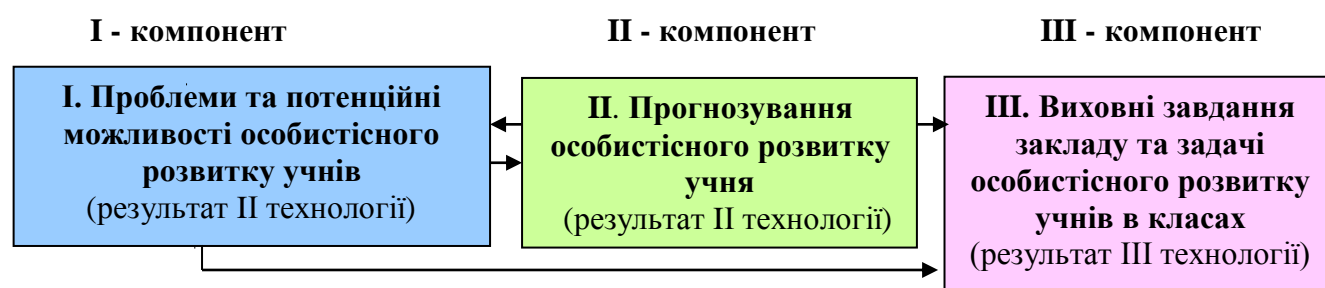 І - компонент
ІІ - компонент
ІІІ - компонент
І. Проблеми та потенційні
можливості особистісного
розвитку учнів
(результат ІІ технології)
ІІ. Прогнозування
особистісного розвитку
учня
(результат ІІ технології)
ІІІ. Виховні завдання
закладу та задачі
особистісного розвитку
учнів в класах
(результат ІІІ технології)